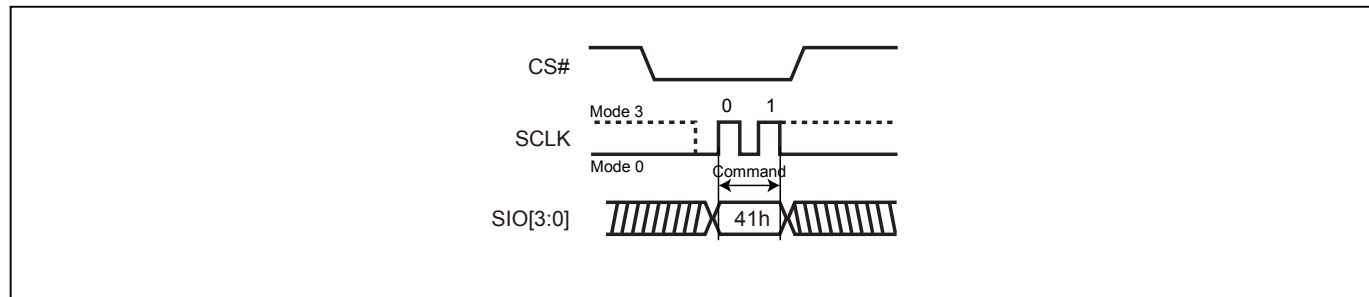 CS#
Mode 3
0 1
SCLK
Mode 0
Command
SIO[3:0]
41h